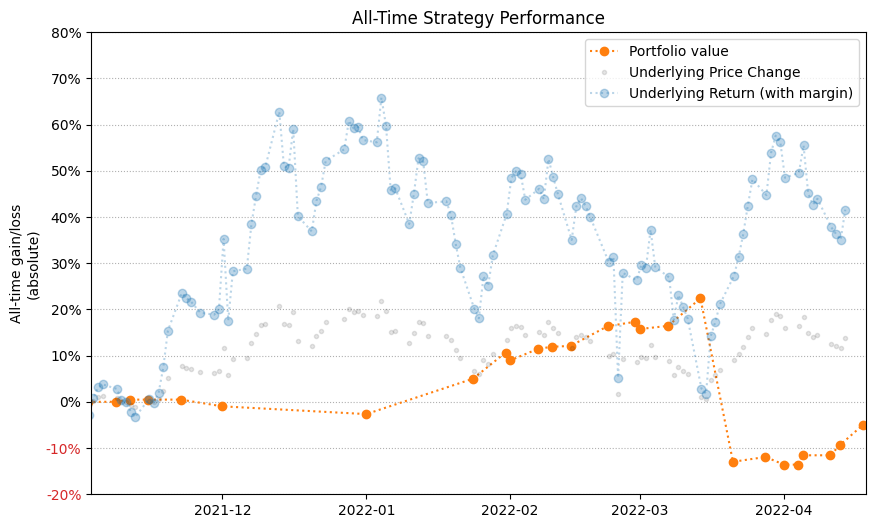 All-Time Strategy Performance
80%
70%
60%
50%
40%
30%
20%
10%
0%
-10%
-20%
All-time gain/loss
(absolute)
Portfolio value
Underlying Price Change
Underlying Return (with margin)
2021-12
2022-01
2022-02
2022-03
2022-04